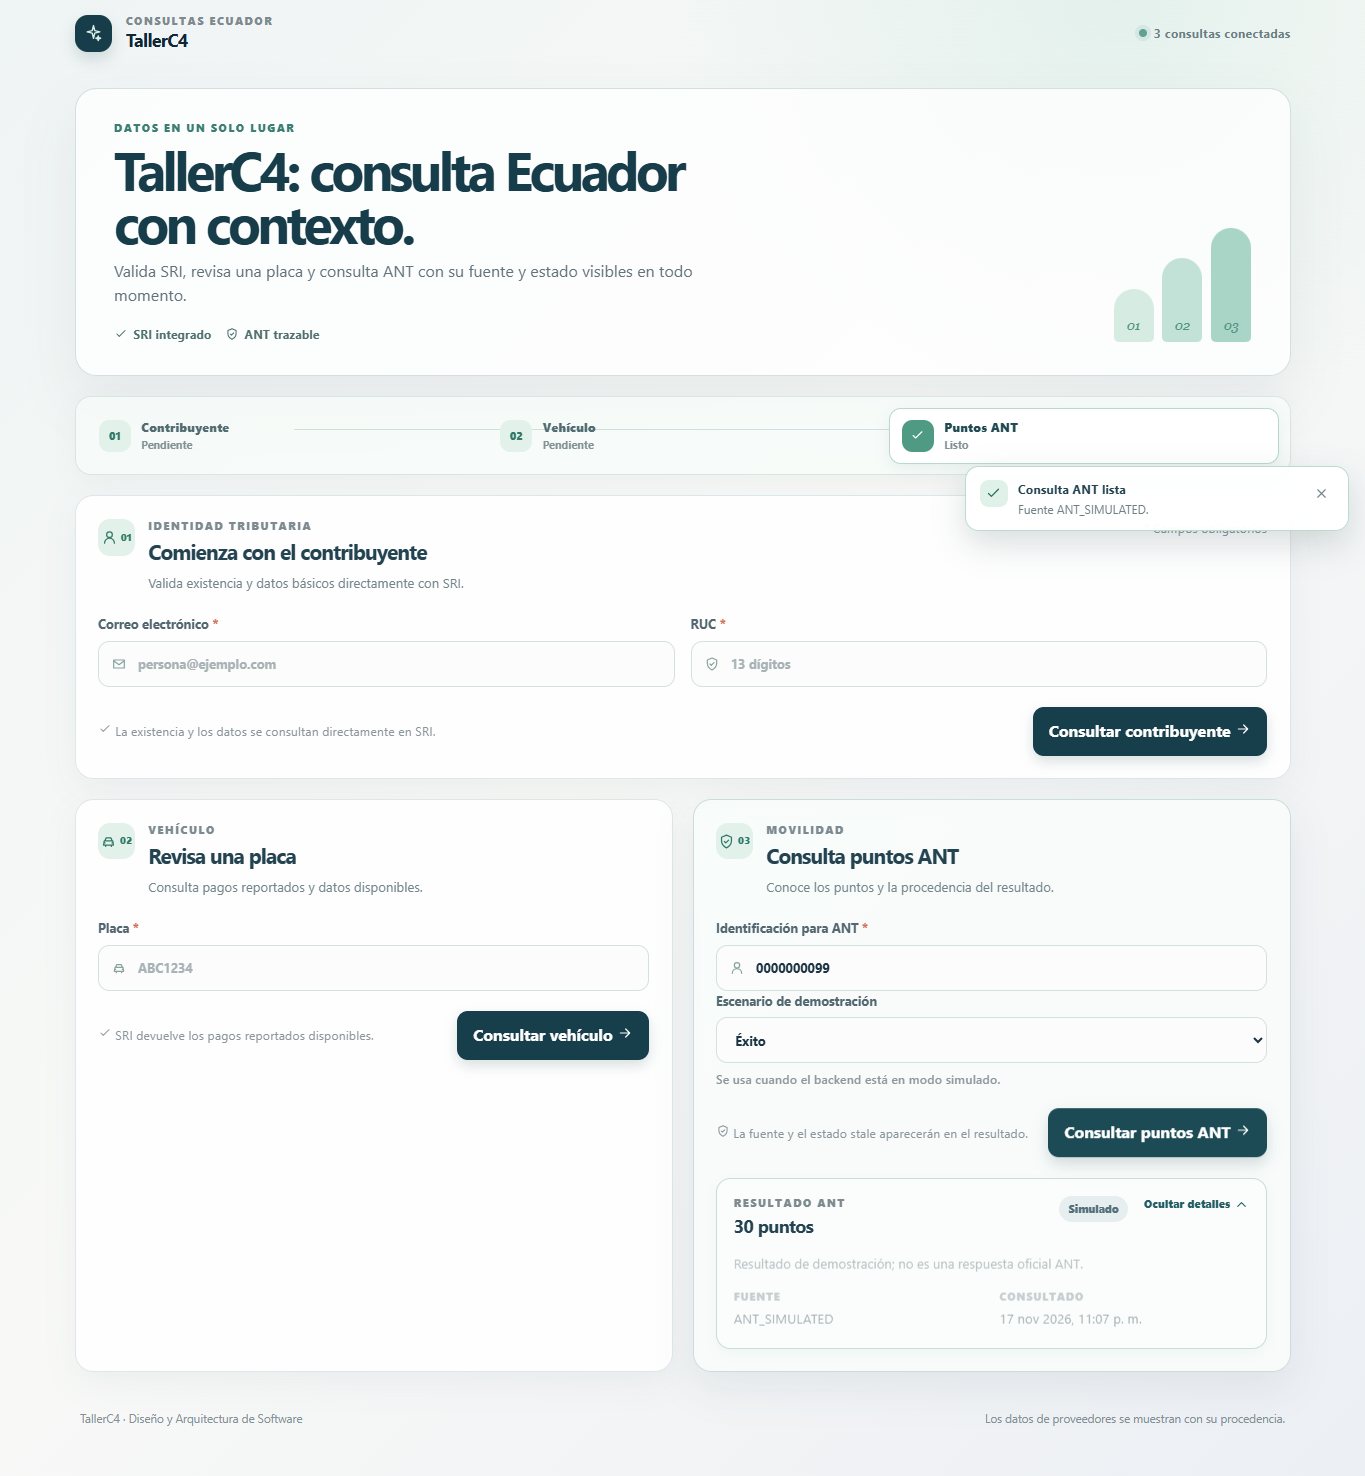 CONSULTAS ECUADOR
TallerC4
3 consultas conectadas
DATOS EN UN SOLO LUGAR
TallerC4: consulta Ecuador
con contexto.
Valida SRI, revisa una placa y consulta ANT con su fuente y estado visibles en todo
momento.
SRI integrado
ANT trazable
01
02
03
01
Contribuyente
Pendiente
02
Vehículo
Pendiente
Puntos ANT
Listo
Consulta ANT lista
Fuente ANT_SIMULATED.
01
IDENTIDAD TRIBUTARIA
Comienza con el contribuyente
Valida existencia y datos básicos directamente con SRI.
Campos obligatorios
Correo electrónico *
persona@ejemplo.com
RUC *
13 dígitos
La existencia y los datos se consultan directamente en SRI.
Consultar contribuyente
02
VEHÍCULO
Revisa una placa
Consulta pagos reportados y datos disponibles.
Placa *
ABC1234
SRI devuelve los pagos reportados disponibles.
Consultar vehículo
03
MOVILIDAD
Consulta puntos ANT
Conoce los puntos y la procedencia del resultado.
Identificación para ANT *
0000000099
Escenario de demostración
Éxito
Se usa cuando el backend está en modo simulado.
La fuente y el estado stale aparecerán en el resultado.
Consultar puntos ANT
RESULTADO ANT
30 puntos
Simulado
Ocultar detalles
Resultado de demostración; no es una respuesta oficial ANT.
FUENTE
ANT_SIMULATED
CONSULTADO
17 nov 2026, 11:07 p. m.
TallerC4 · Diseño y Arquitectura de Software
Los datos de proveedores se muestran con su procedencia.